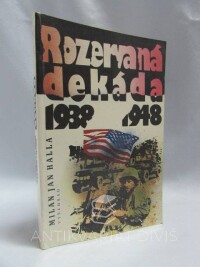 Rozervaná
dekáda
1938 1948
MILAN JAN HALLA